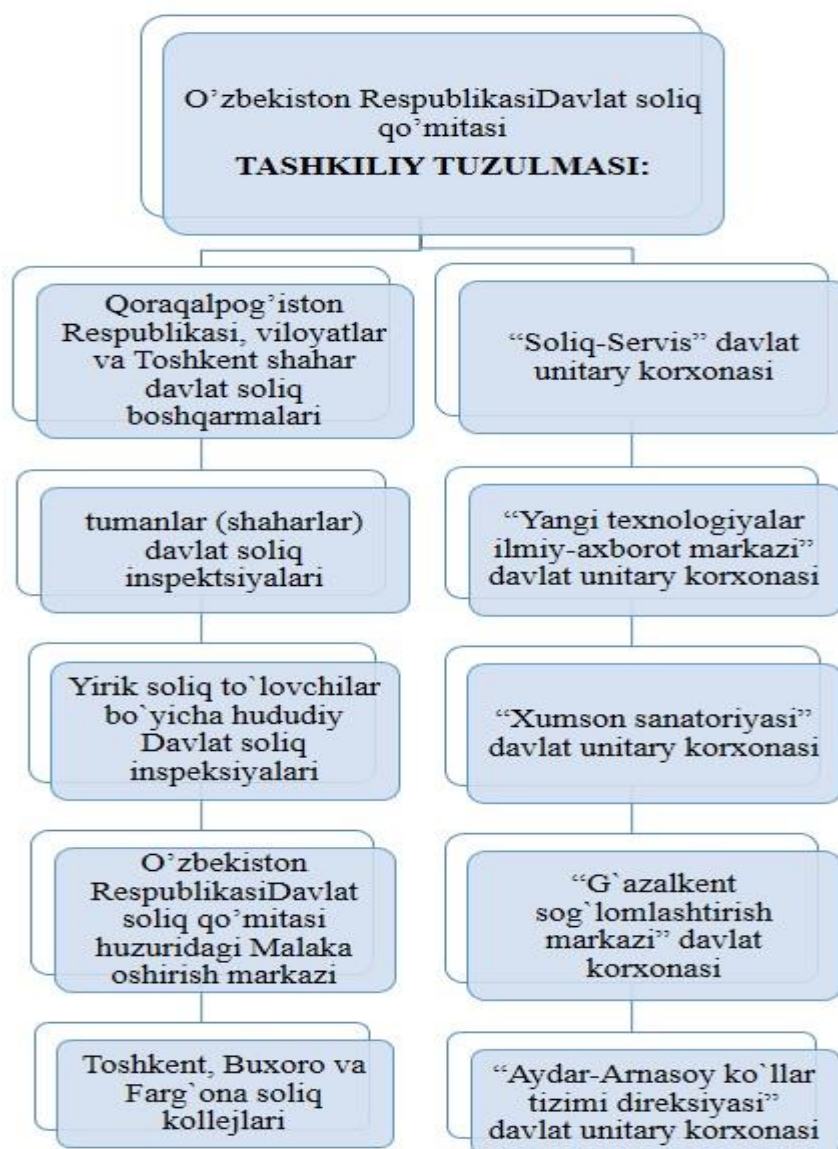 O’zbekiston RespublikasiDavlat soliq
qo’mitasi
TASHKILIY TUZULMASI:
Qoraqalpog’iston
Respublikasi, viloyatlar
va Toshkent shahar
davlat soliq
boshqarmalari
tumanlar (shaharlar)
davlat soliq
inspektsiyalari
Yirik soliq to`lovchilar
bo`yicha hududiy
Davlat soliq
inspeksiyalari
O’zbekiston
RespublikasiDavlat
soliq qo’mitasi
huzuridagi Malaka
oshirish markazi
Toshkent, Buxoro va
Farg`ona soliq
kollejlari
“Soliq-Servis” davlat
unitary korxonasi
“Yangi texnologiyalar
ilmiy-axborot markazi”
davlat unitary korxonasi
“Xumson sanatoriyasi”
davlat unitary korxonasi
“G`azalkent
sog`lomlashtirish
markazi” davlat
korxonasi
“Aydar-Arnasoy ko`llar
tizimi direksiyasi”
davlat unitary korxonasi